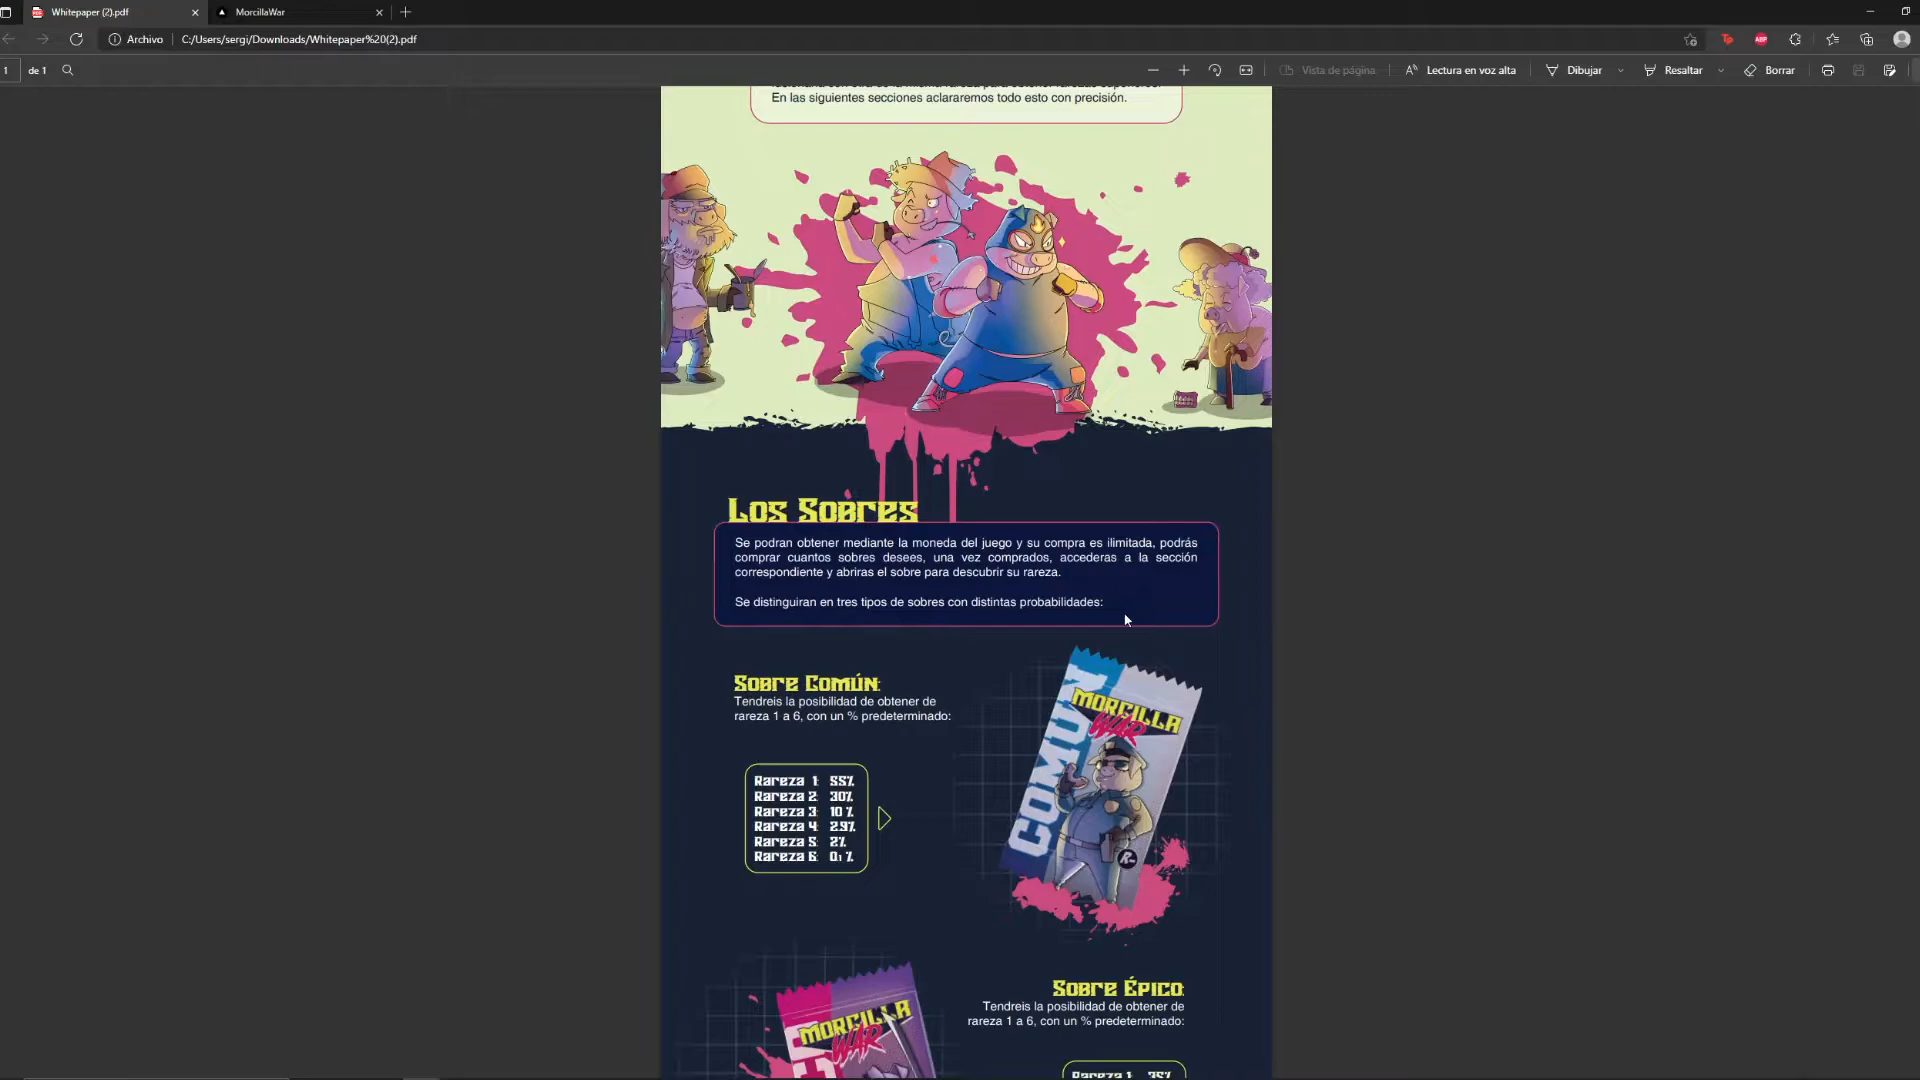 Whitepaper (2).pdf
MorcillaWar
Archivo
C:/Users/sergi/Downloads/Whitepaper%20(2).pdf
ABP
1 de 1
Vista de página
Lectura en voz alta
Dibujar
Resaltar
Borrar
En las siguientes secciones aclararemos todo esto con precisión.
Los Sobres
Se podran obtener mediante la moneda del juego y su compra es ilimitada, podrás
comprar cuantos sobres desees, una vez comprados, accederas a la sección
correspondiente y abriras el sobre para descubrir su rareza.
Se distinguiran en tres tipos de sobres con distintas probabilidades:
Sobre Común:
Tendreis la posibilidad de obtener de
rareza 1 a 6, con un % predeterminado:
Rareza 1: 55%
Rareza 2: 30%
Rareza 3: 10 %
Rareza 4: 2.9%
Rareza 5: 2%
Rareza 6: 0.1 %
COMUN
MORCILLA
WAR
R-
Sobre Épico:
Tendreis la posibilidad de obtener de
rareza 1 a 6, con un % predeterminado:
MORCILLA
WAR
Rareza 1: 35%